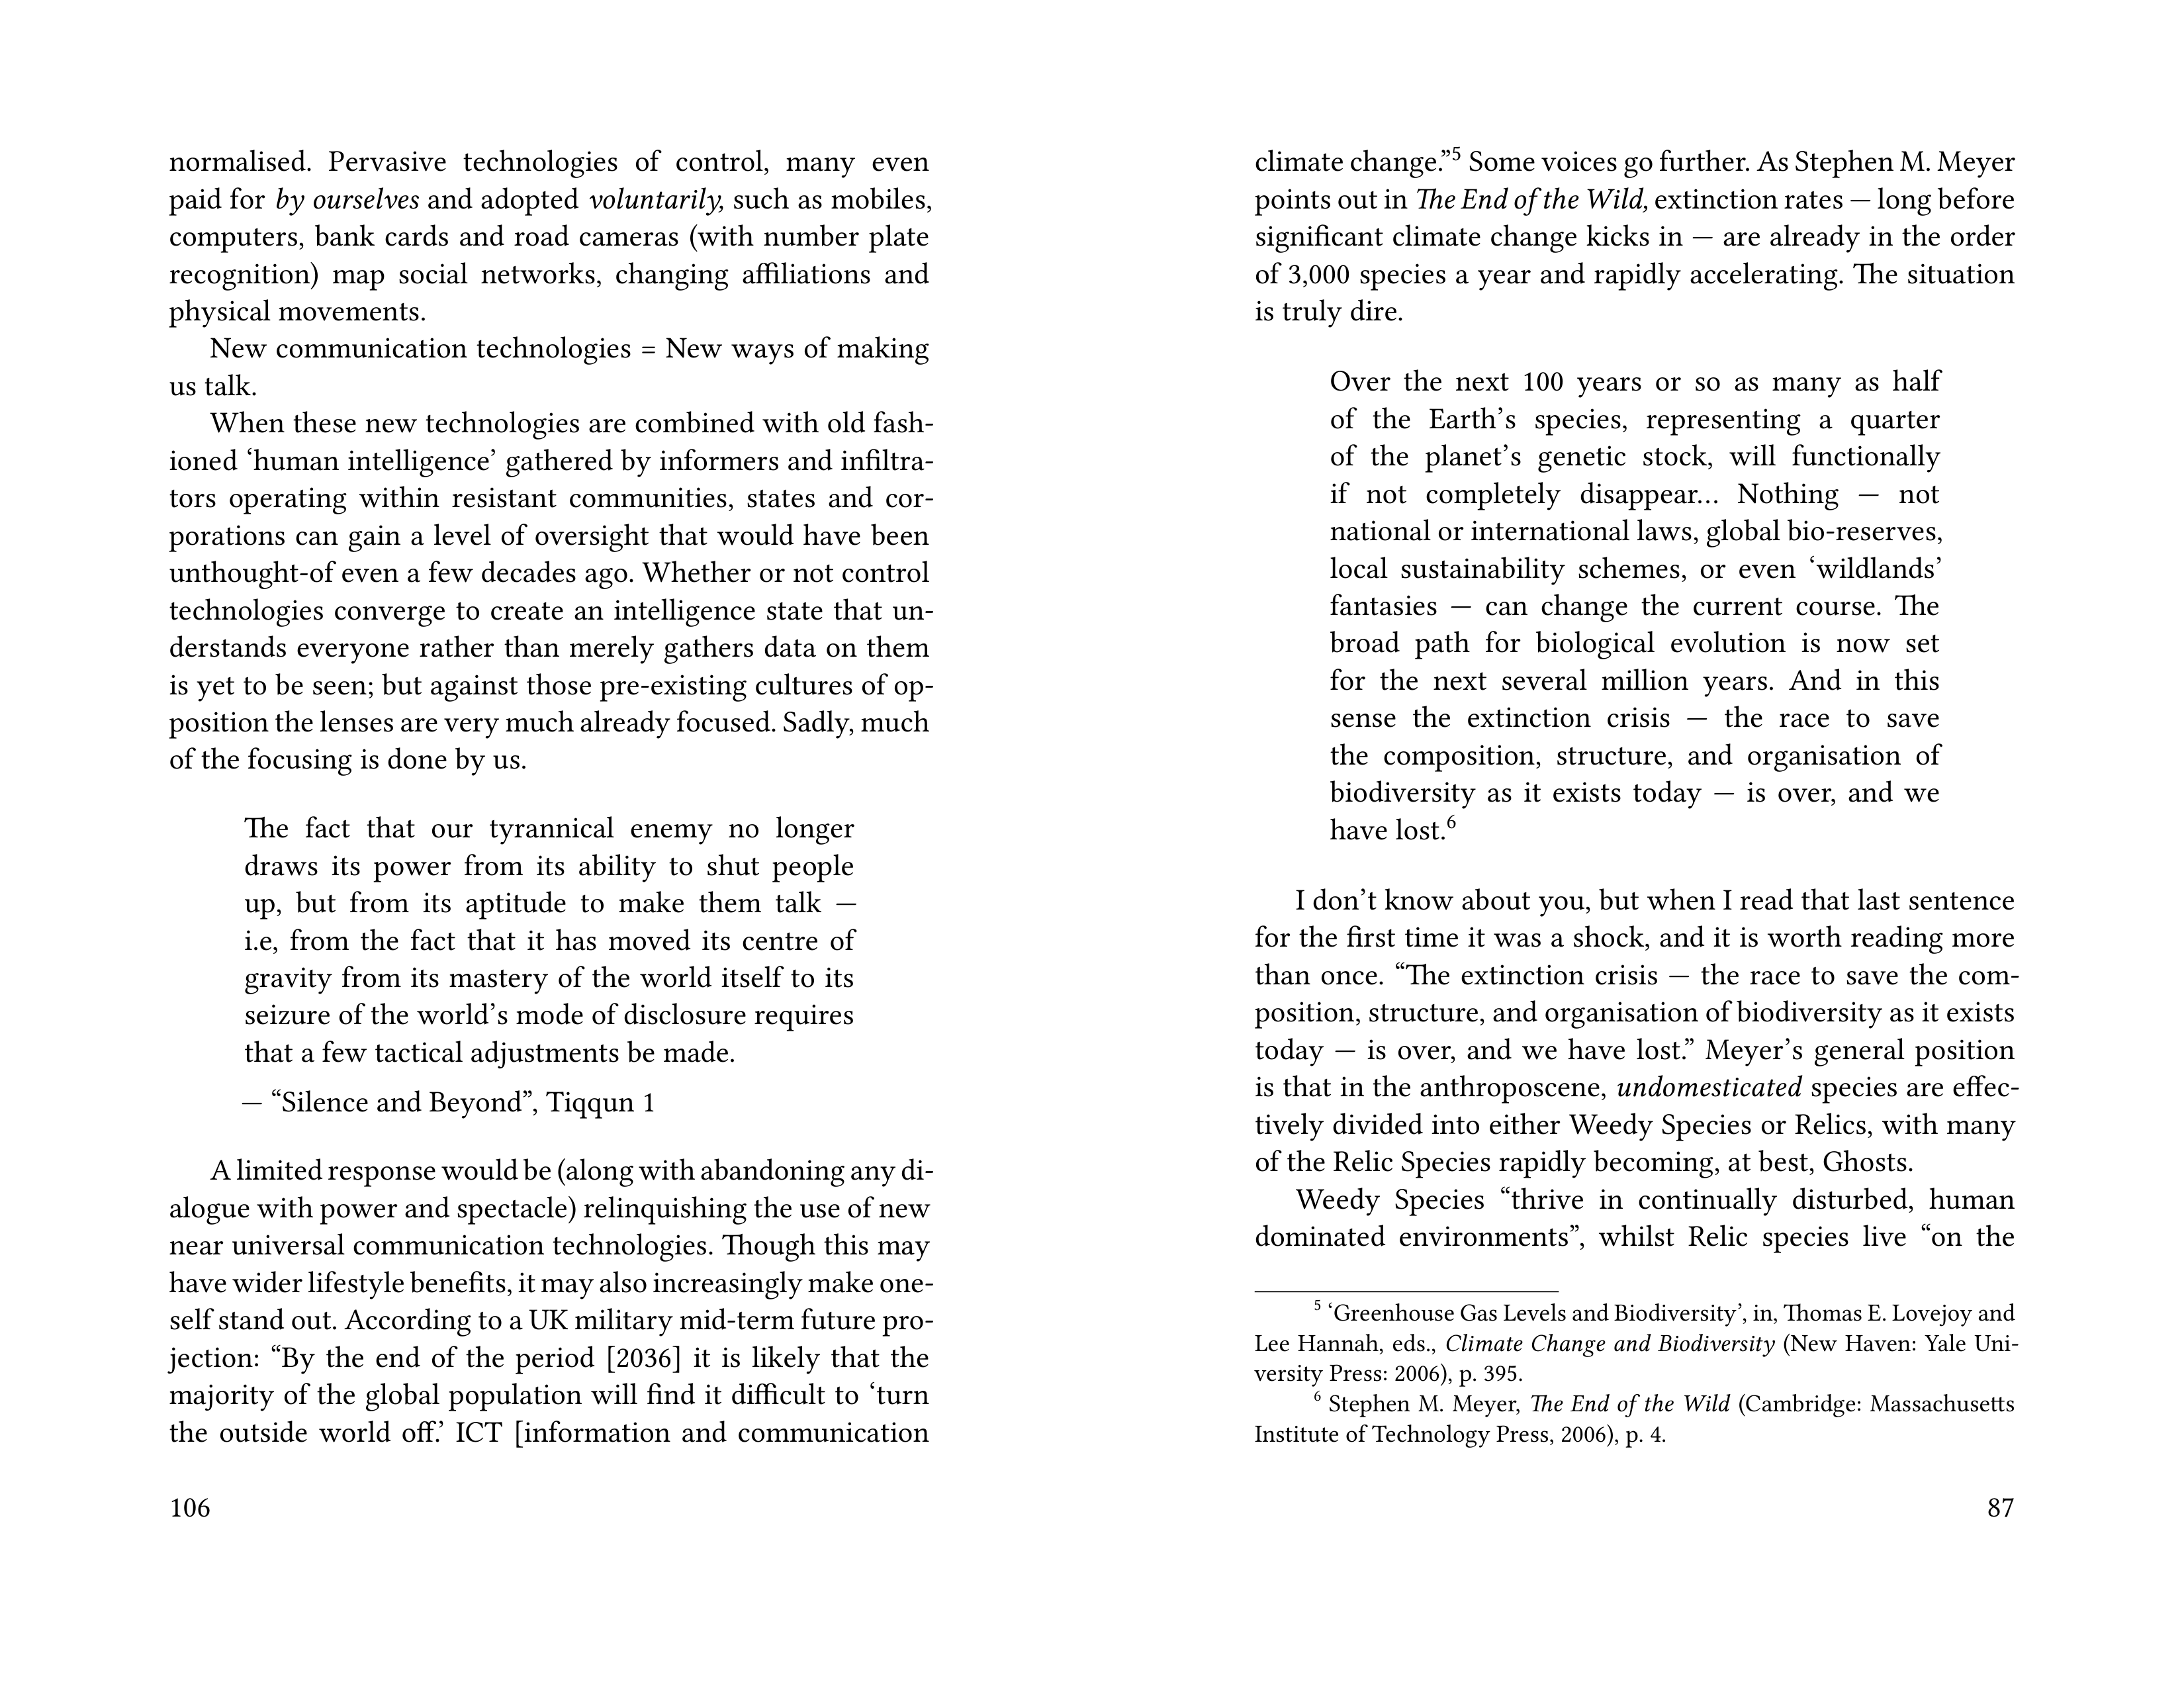 normalised. Pervasive technologies of control, many even
paid for by ourselves and adopted voluntarily, such as mobiles,
computers, bank cards and road cameras (with number plate
recognition) map social networks, changing affiliations and
physical movements.
New communication technologies = New ways of making
us talk.
When these new technologies are combined with old fash-
ioned ‘human intelligence’ gathered by informers and infiltra-
tors operating within resistant communities, states and cor-
porations can gain a level of oversight that would have been
unthought-of even a few decades ago. Whether or not control
technologies converge to create an intelligence state that un-
derstands everyone rather than merely gathers data on them
is yet to be seen; but against those pre-existing cultures of op-
position the lenses are very much already focused. Sadly, much
of the focusing is done by us.
The fact that our tyrannical enemy no longer
draws its power from its ability to shut people
up, but from its aptitude to make them talk —
i.e, from the fact that it has moved its centre of
gravity from its mastery of the world itself to its
seizure of the world’s mode of disclosure requires
that a few tactical adjustments be made.
— “Silence and Beyond”, Tiqqun 1
A limited response would be (along with abandoning any di-
alogue with power and spectacle) relinquishing the use of new
near universal communication technologies. Though this may
have wider lifestyle benefits, it may also increasingly make one-
self stand out. According to a UK military mid-term future pro-
jection: “By the end of the period [2036] it is likely that the
majority of the global population will find it difficult to ‘turn
the outside world off.’ ICT [information and communication
106
climate change.”⁵ Some voices go further. As Stephen M. Meyer
points out in The End of the Wild, extinction rates — long before
significant climate change kicks in — are already in the order
of 3,000 species a year and rapidly accelerating. The situation
is truly dire.
Over the next 100 years or so as many as half
of the Earth’s species, representing a quarter
of the planet’s genetic stock, will functionally
if not completely disappear… Nothing — not
national or international laws, global bio-reserves,
local sustainability schemes, or even ‘wildlands’
fantasies — can change the current course. The
broad path for biological evolution is now set
for the next several million years. And in this
sense the extinction crisis — the race to save
the composition, structure, and organisation of
biodiversity as it exists today — is over, and we
have lost.⁶
I don’t know about you, but when I read that last sentence
for the first time it was a shock, and it is worth reading more
than once. “The extinction crisis — the race to save the com-
position, structure, and organisation of biodiversity as it exists
today — is over, and we have lost.” Meyer’s general position
is that in the anthroposcene, undomesticated species are effec-
tively divided into either Weedy Species or Relics, with many
of the Relic Species rapidly becoming, at best, Ghosts.
Weedy Species “thrive in continually disturbed, human
dominated environments”, whilst Relic species live “on the
⁵ ‘Greenhouse Gas Levels and Biodiversity’, in, Thomas E. Lovejoy and
Lee Hannah, eds., Climate Change and Biodiversity (New Haven: Yale Uni-
versity Press: 2006), p. 395.
⁶ Stephen M. Meyer, The End of the Wild (Cambridge: Massachusetts
Institute of Technology Press, 2006), p. 4.
87